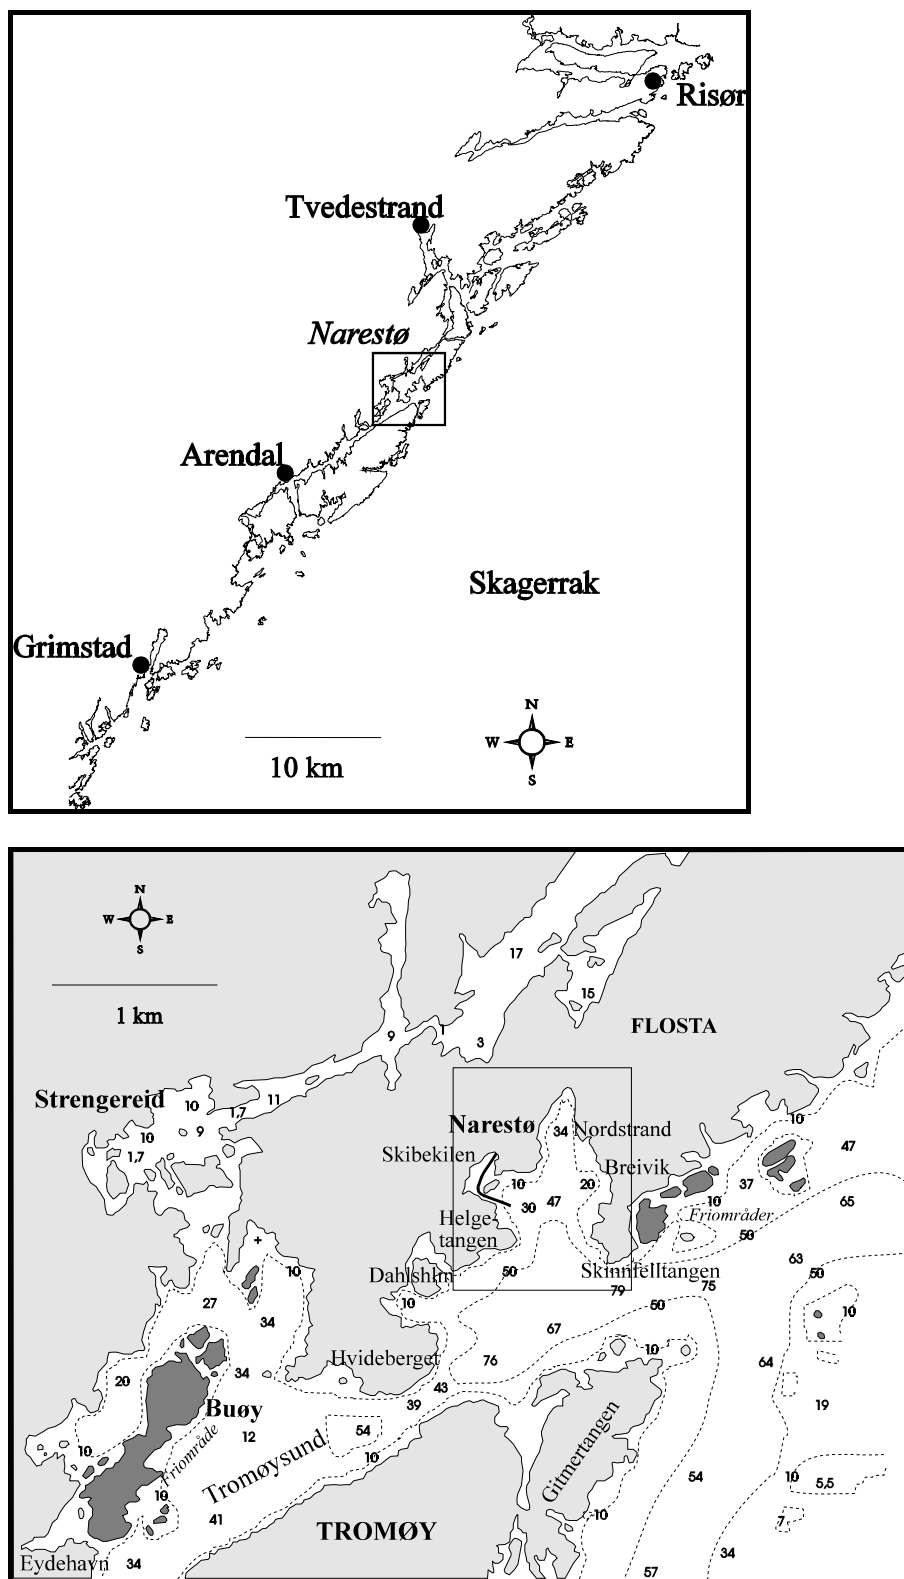 Risør
Tvedestrand
Narestø
Arendal
Skagerrak
Grimstad
N
W E
S
10 km
N
W E
S
1 km
17
15
FLOSTA
9
1
3
Strengereid
11
10
1,7
10
9
1,7
Narestø
34
Nordstrand
10
47
Skibekilen
Breivik
10
20
37
10
65
30
47
Helge-
tangen
Friområder
50
+
10
Dahlshlm
50
Skinnfelltangen
63
50
79
75
27
10
50
10
34
67
Hvideberget
10
76
64
34
20
43
39
19
Buøy
12
54
10
Friområde
Tromøysund
10
Gitmertangen
54
10
5,5
10
41
10
7
TROMØY
34
Eydehavn
34
57